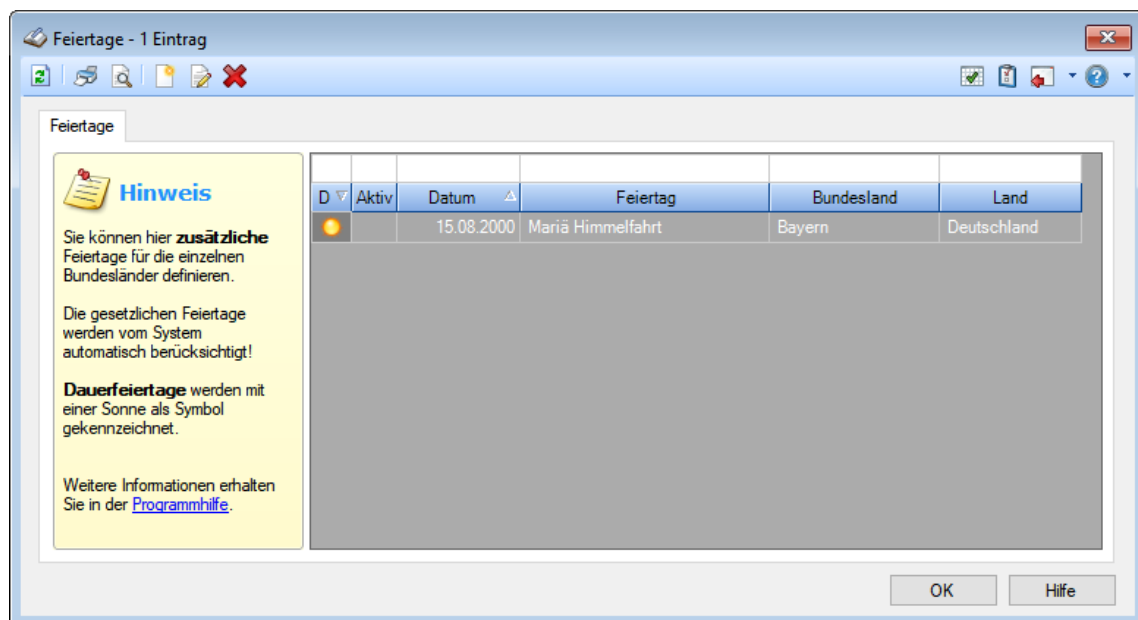 Feiertage - 1 Eintrag
Feiertage
Hinweis
Sie können hier zusätzliche
Feiertage für die einzelnen
Bundesländer definieren.
Die gesetzlichen Feiertage
werden vom System
automatisch berücksichtigt!
Dauerfeiertage werden mit
einer Sonne als Symbol
gekennzeichnet.
Weitere Informationen erhalten
Sie in der Programmhilfe.
D Aktiv Datum Feiertag Bundesland Land
15.08.2000 Mariä Himmelfahrt Bayern Deutschland
OK Hilfe